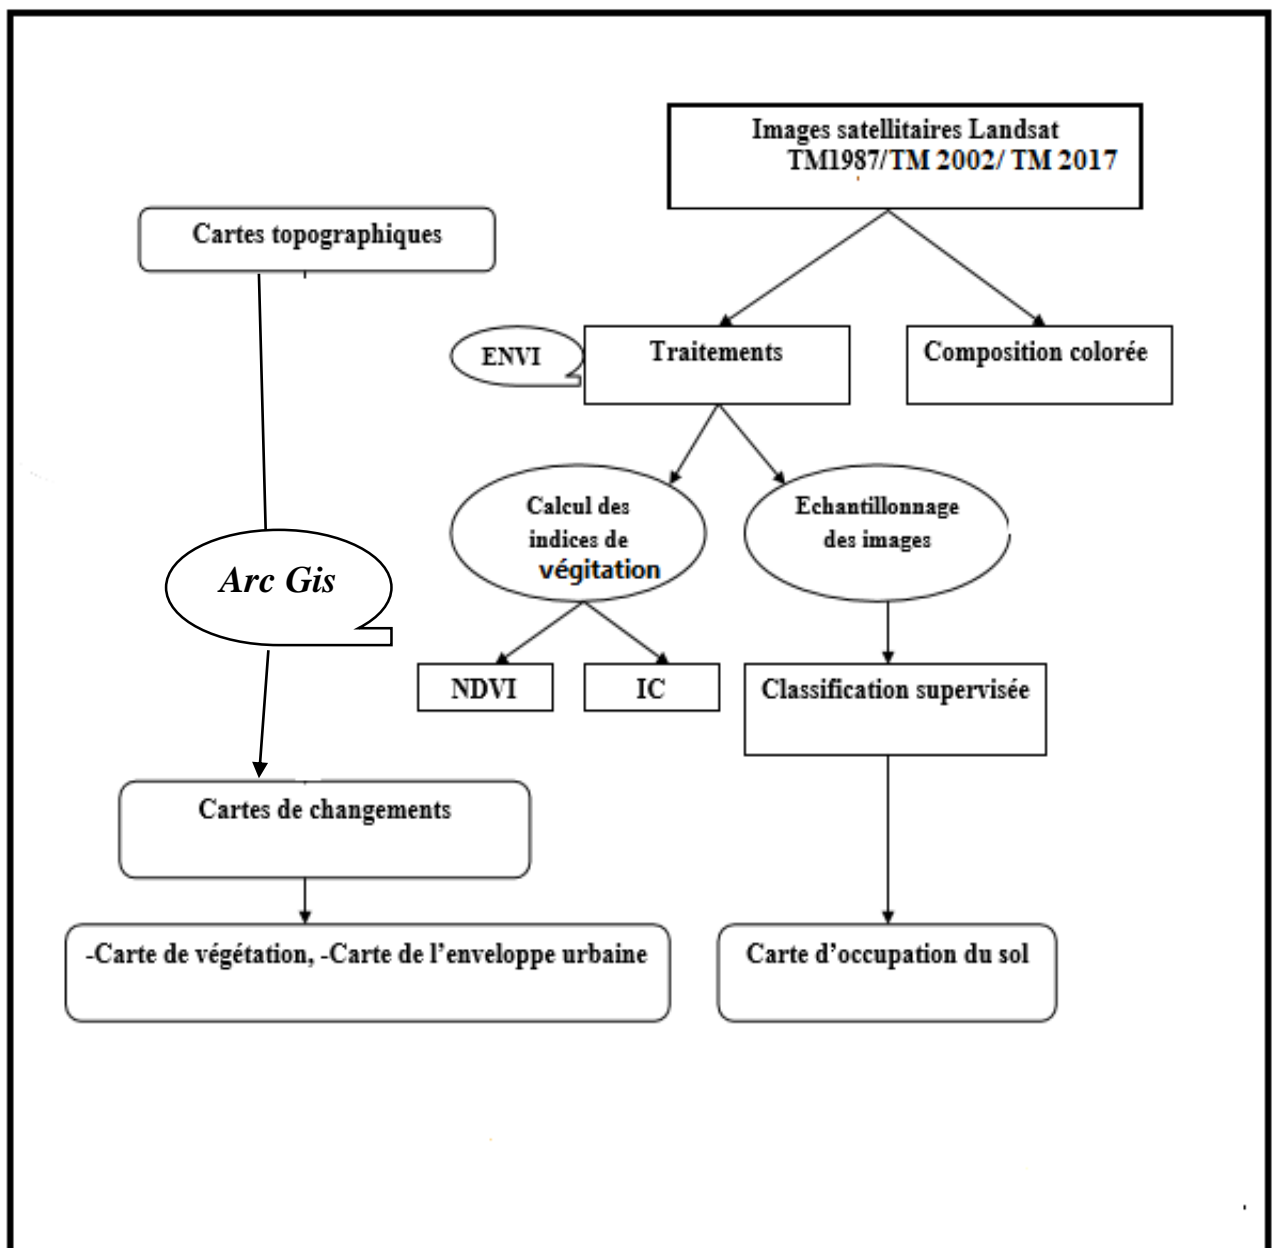 Images satellitaires Landsat
TM1987/TM 2002/ TM 2017
Cartes topographiques
ENVI
Traitements
Composition colorée
Calcul des
indices de
végitation
Echantillonnage
des images
Arc Gis
NDVI
IC
Classification supervisée
Cartes de changements
-Carte de végétation, -Carte de l’enveloppe urbaine
Carte d’occupation du sol